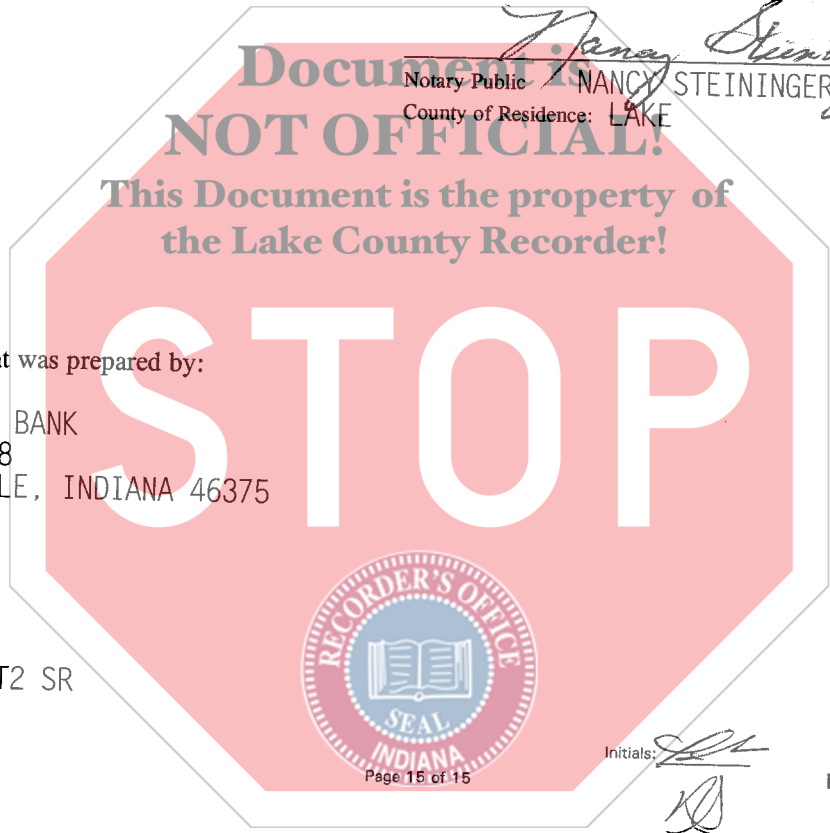 Nancy Stein
Document is
Notary Public NANCY STEININGER
NOT OFFICIAL!
County of Residence: LAKE
This Document is the property of
the Lake County Recorder!
STOP
t was prepared by:
BANK
8
LE, INDIANA 46375
RECORDER'S OFFICE
SEAL
INDIANA
T2 SR
Initials:
Page 15 of 15